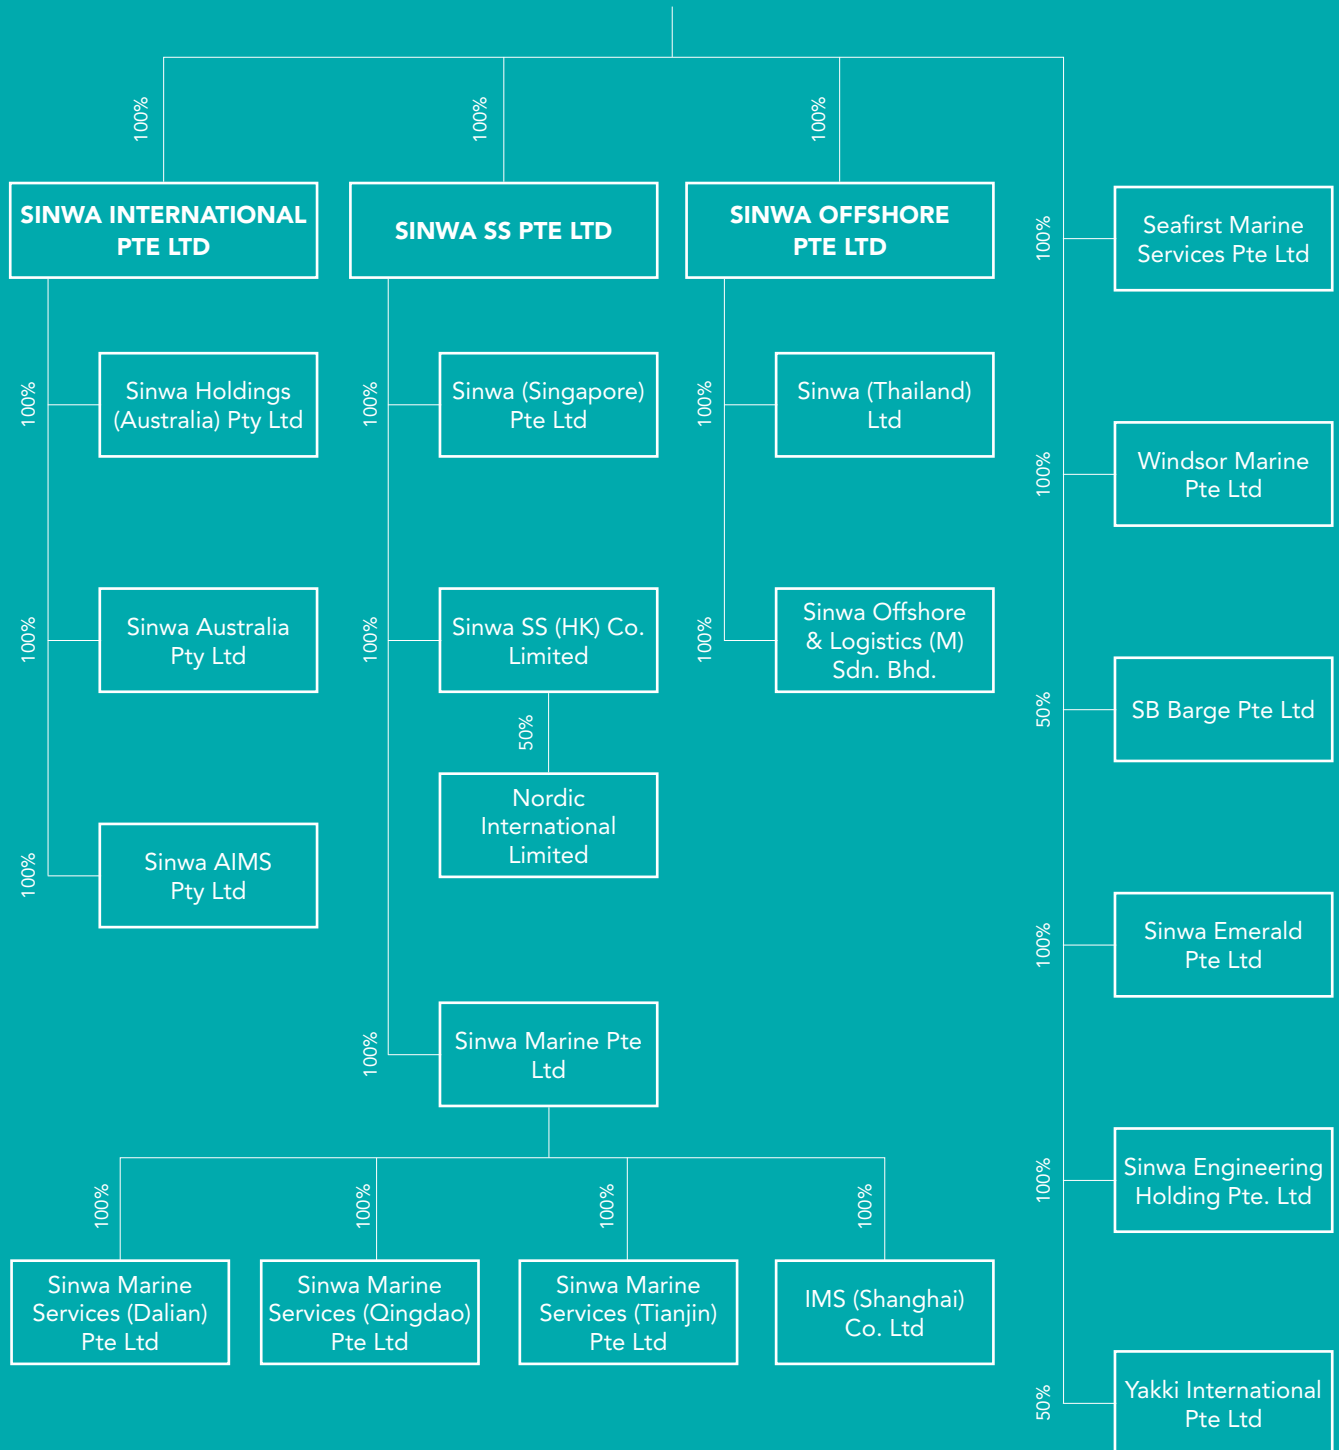 100%
100%
100%
SINWA INTERNATIONAL
PTE LTD
SINWA SS PTE LTD
SINWA OFFSHORE
PTE LTD
100%
Seafirst Marine
Services Pte Ltd
100%
Sinwa Holdings
(Australia) Pty Ltd
100%
Sinwa (Singapore)
Pte Ltd
100%
Sinwa (Thailand)
Ltd
100%
Windsor Marine
Pte Ltd
100%
Sinwa Australia
Pty Ltd
100%
Sinwa SS (HK) Co.
Limited
100%
Sinwa Offshore
& Logistics (M)
Sdn. Bhd.
50%
SB Barge Pte Ltd
50%
Nordic
International
Limited
100%
Sinwa AIMS
Pty Ltd
100%
Sinwa Emerald
Pte Ltd
100%
Sinwa Marine Pte
Ltd
100%
Sinwa Engineering
Holding Pte. Ltd
100%
100%
100%
100%
Sinwa Marine
Services (Dalian)
Pte Ltd
Sinwa Marine
Services (Qingdao)
Pte Ltd
Sinwa Marine
Services (Tianjin)
Pte Ltd
IMS (Shanghai)
Co. Ltd
50%
Yakki International
Pte Ltd